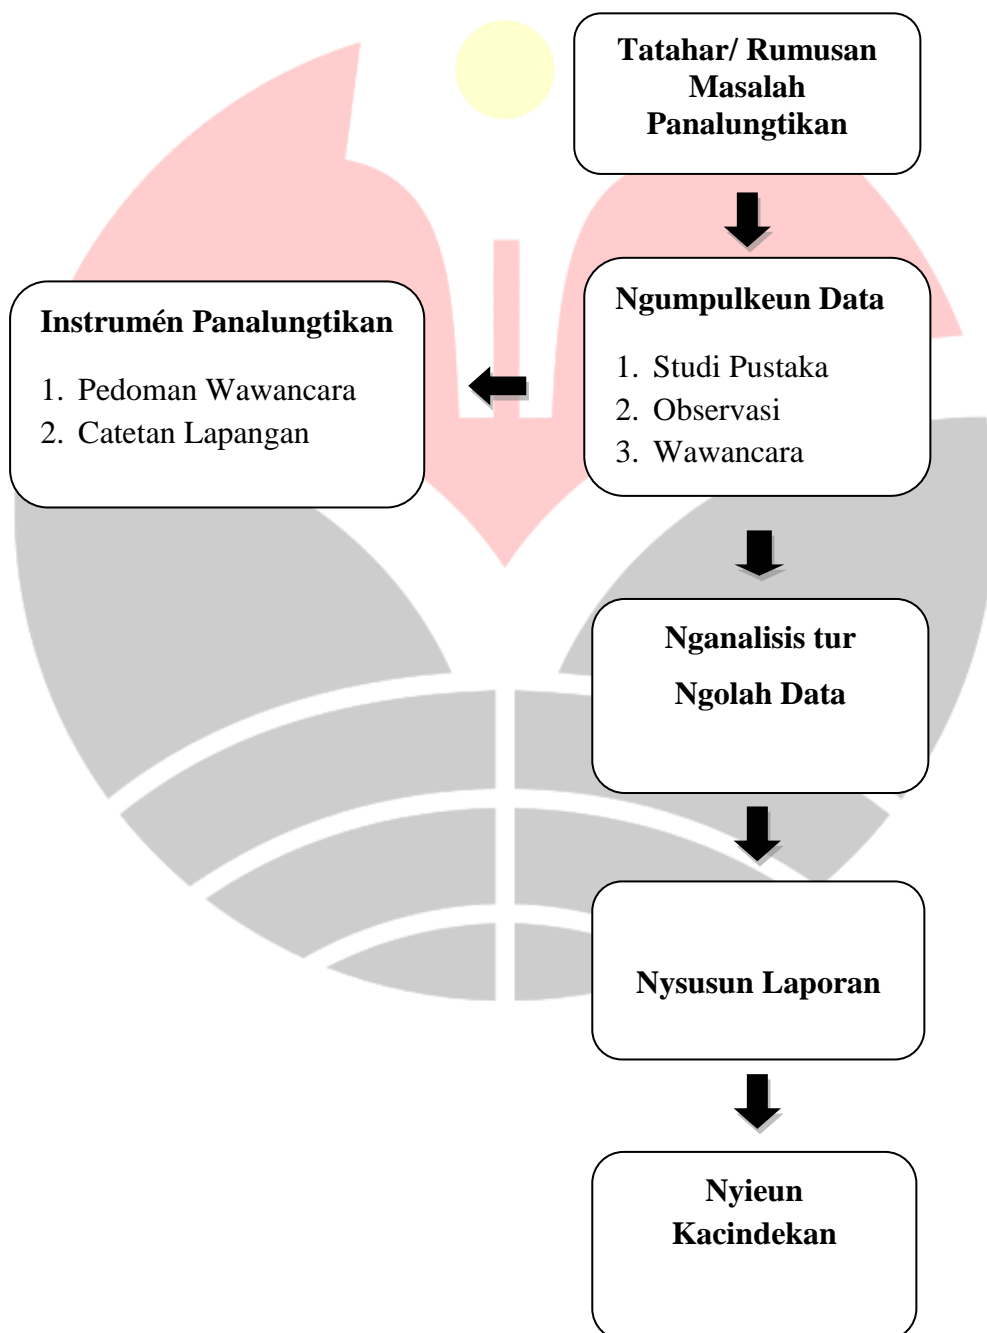 Tatahar/ Rumusan
Masalah
Panalungtikan
Ngumpulkeun Data
1. Studi Pustaka
2. Observasi
3. Wawancara
Instrumén Panalungtikan
1. Pedoman Wawancara
2. Catetan Lapangan
Nganalisis tur
Ngolah Data
Nysusun Laporan
Nyieun
Kacindekan